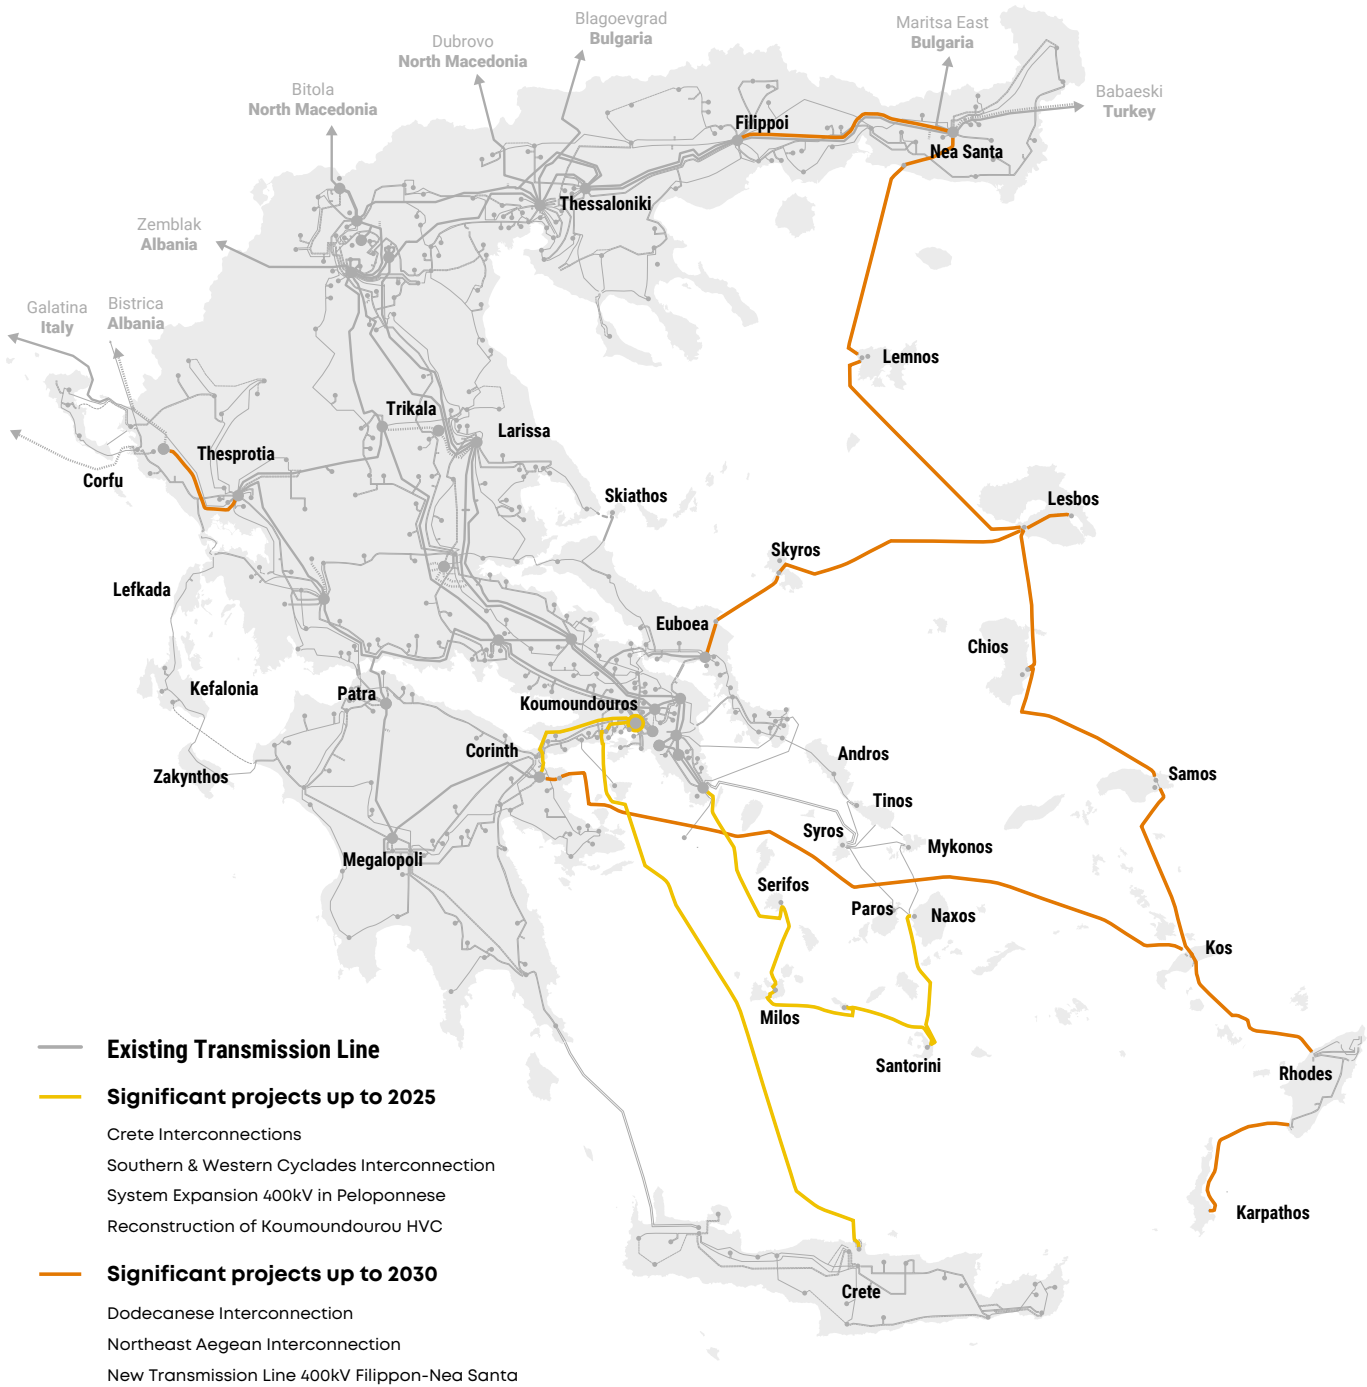 Blagoevgrad
Bulgaria
Maritsa East
Bulgaria
Dubrovo
North Macedonia
Bitola
North Macedonia
Babaeski
Turkey
Filippoi
Nea Santa
Thessaloniki
Zemblak
Albania
Galatina
Italy
Bistrica
Albania
Lemnos
Trikala
Larissa
Thesprotia
Corfu
Skiathos
Lesbos
Skyros
Lefkada
Euboea
Chios
Kefalonia
Patra
Koumoundouros
Corinth
Andros
Zakynthos
Samos
Tinos
Syros
Mykonos
Megalopoli
Serifos
Paros
Naxos
Kos
Milos
Santorini
Rhodes
Karpathos
Crete
Existing Transmission Line
Significant projects up to 2025
Crete Interconnections
Southern & Western Cyclades Interconnection
System Expansion 400kV in Peloponnese
Reconstruction of Koumoundourou HVC
Significant projects up to 2030
Dodecanese Interconnection
Northeast Aegean Interconnection
New Transmission Line 400kV Filippon-Nea Santa